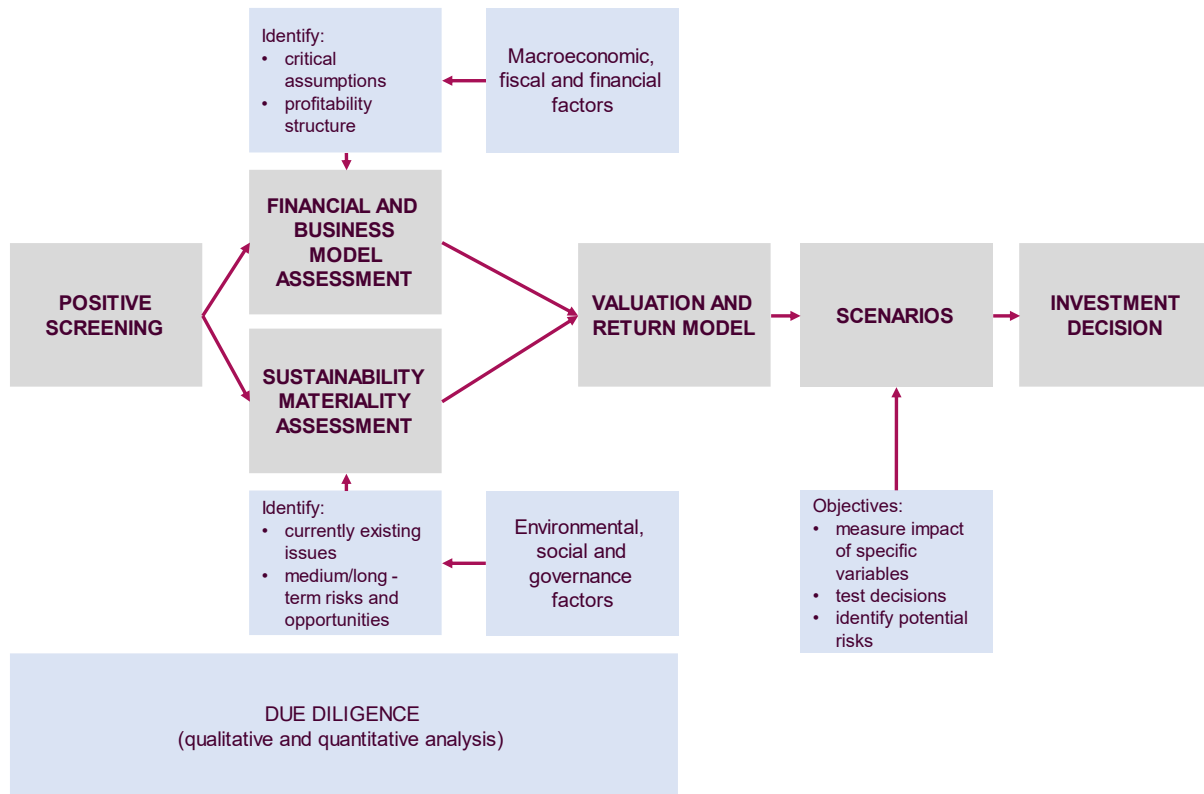 Identify:
• critical
assumptions
• profitability
structure
Macroeconomic,
fiscal and financial
factors
POSITIVE
SCREENING
FINANCIAL AND
BUSINESS
MODEL
ASSESSMENT
SUSTAINABILITY
MATERIALITY
ASSESSMENT
VALUATION AND
RETURN MODEL
SCENARIOS
INVESTMENT
DECISION
Identify:
• currently existing
issues
• medium/long -
term risks and
opportunities
Environmental,
social and
governance
factors
Objectives:
• measure impact
of specific
variables
• test decisions
• identify potential
risks
DUE DILIGENCE
(qualitative and quantitative analysis)